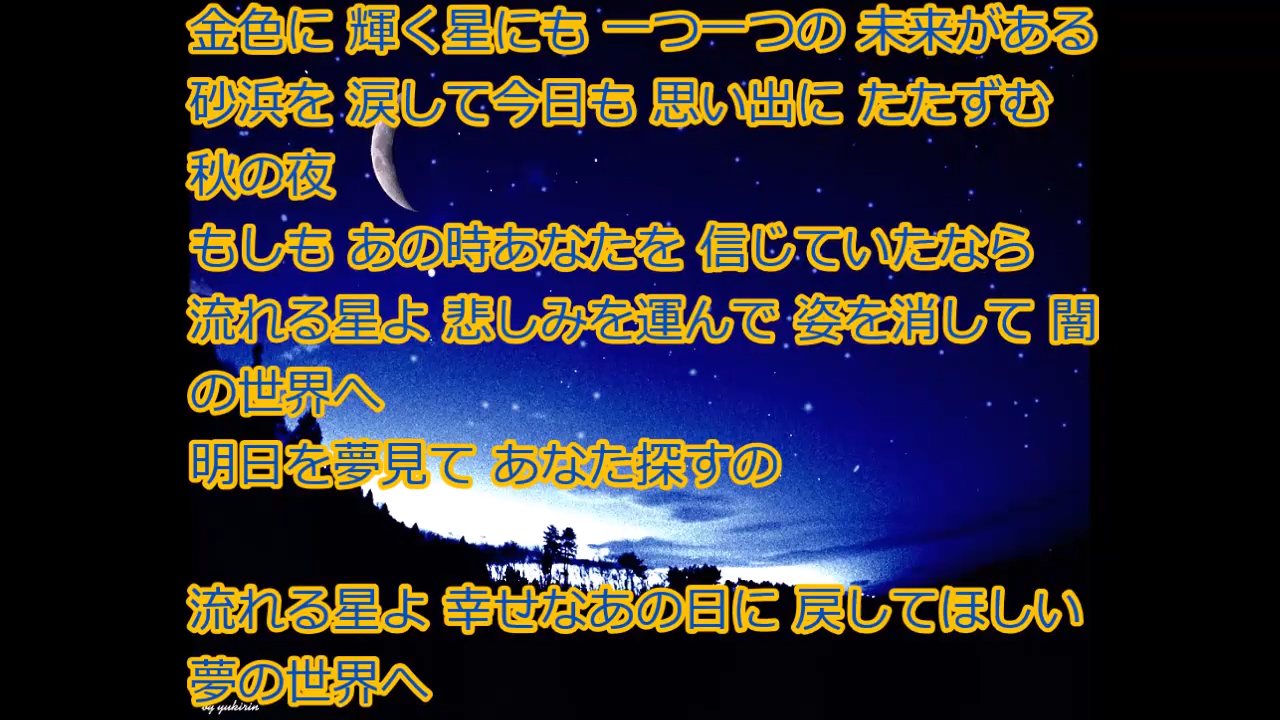 金色に 輝く星にも 一つ一つの 未来がある
砂浜を 涙して今日も 思い出に たたずむ
秋の夜
もしも あの時あなたを 信じていたなら
流れる星よ 悲しみを運んで 姿を消して 闇
の世界へ
明日を夢見て あなた探すの
流れる星よ 幸せなあの日に 戻してほしい
夢の世界へ
by yukirin